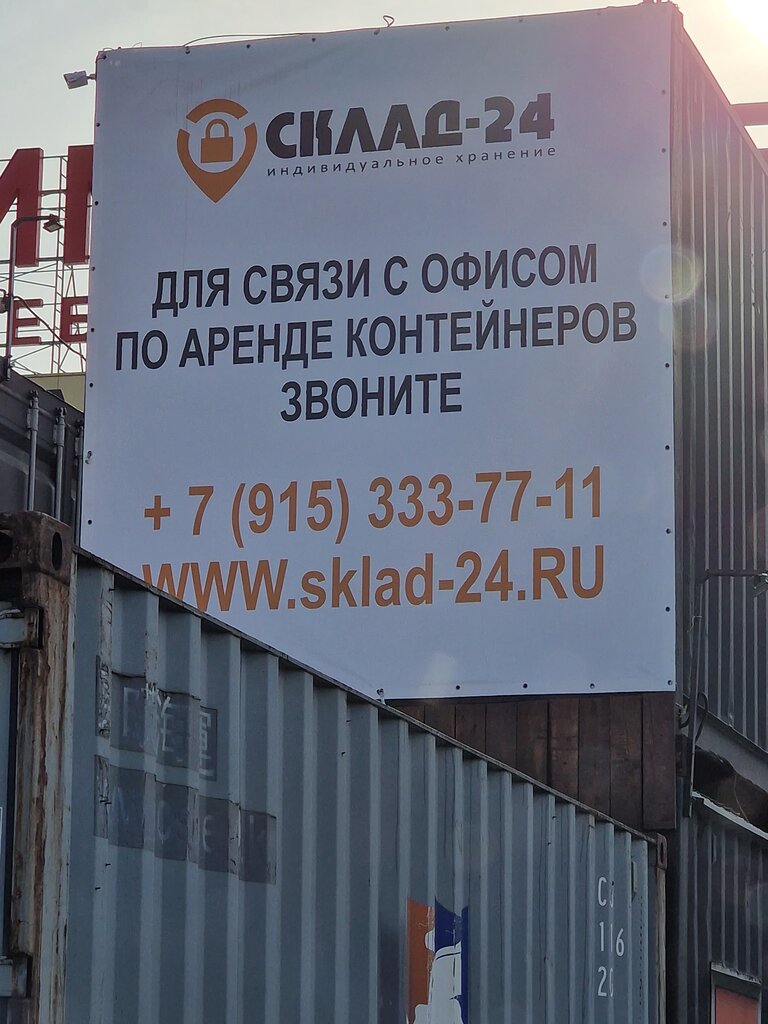 СКЛАД-24
индивидуальное хранение
ДЛЯ СВЯЗИ С ОФИСОМ
ПО АРЕНДЕ КОНТЕЙНЕРОВ
ЗВОНИТЕ
+ 7 (915) 333-77-11
WWW.sklad-24.RU